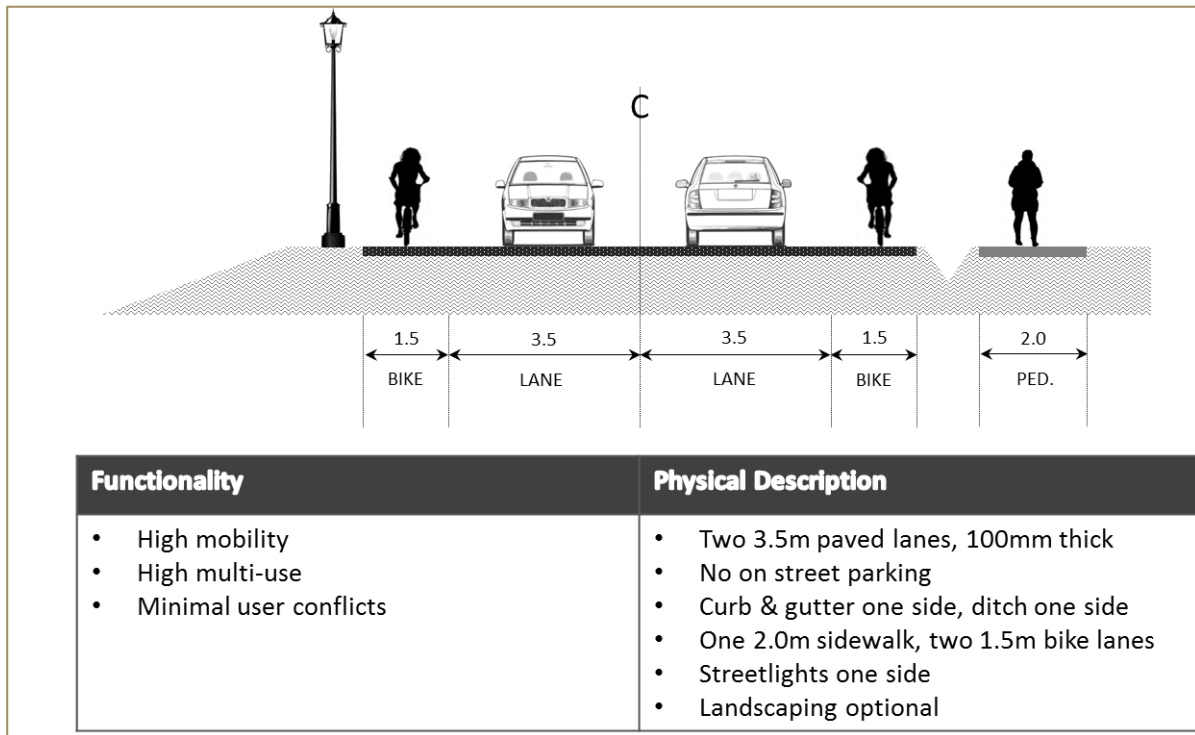 C
1.5 3.5 3.5 1.5 2.0
BIKE LANE LANE BIKE PED.
Functionality
• High mobility
• High multi-use
• Minimal user conflicts
Physical Description
• Two 3.5m paved lanes, 100mm thick
• No on street parking
• Curb & gutter one side, ditch one side
• One 2.0m sidewalk, two 1.5m bike lanes
• Streetlights one side
• Landscaping optional